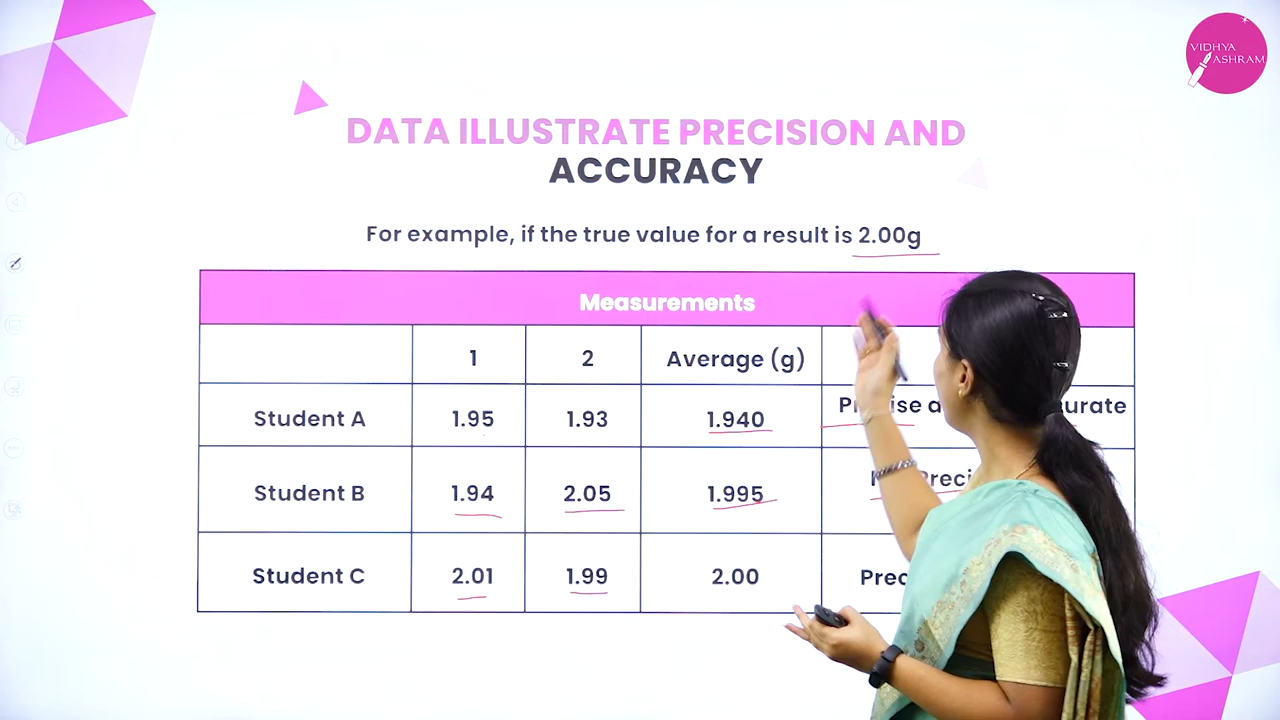 VIDHYA
ASHRAM
DATA ILLUSTRATE PRECISION AND
ACCURACY
For example, if the true value for a result is 2.00g
Measurements
1 2 Average (g)
Student A 1.95 1.93 1.940
Student B 1.94 2.05 1.995
Student C 2.01 1.99 2.00